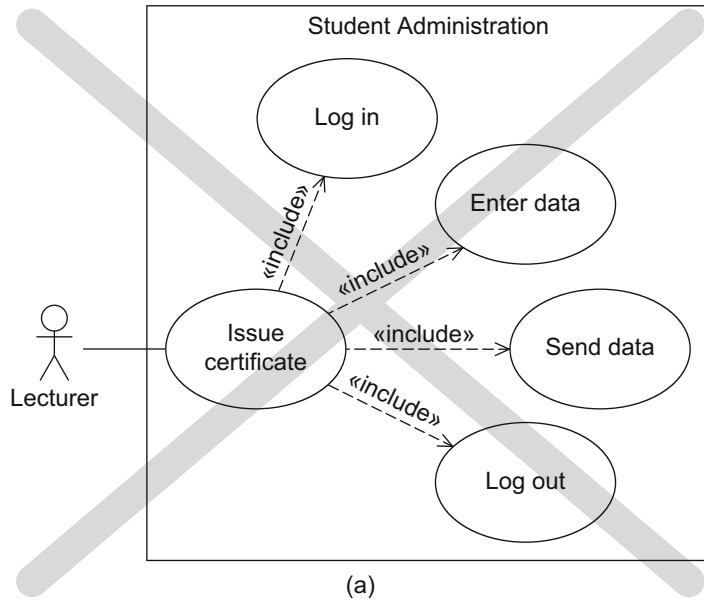 Student Administration
Log in
Enter data
«include»
«include»
Issue
certificate
«include»
Send data
Lecturer
«include»
Log out
(a)